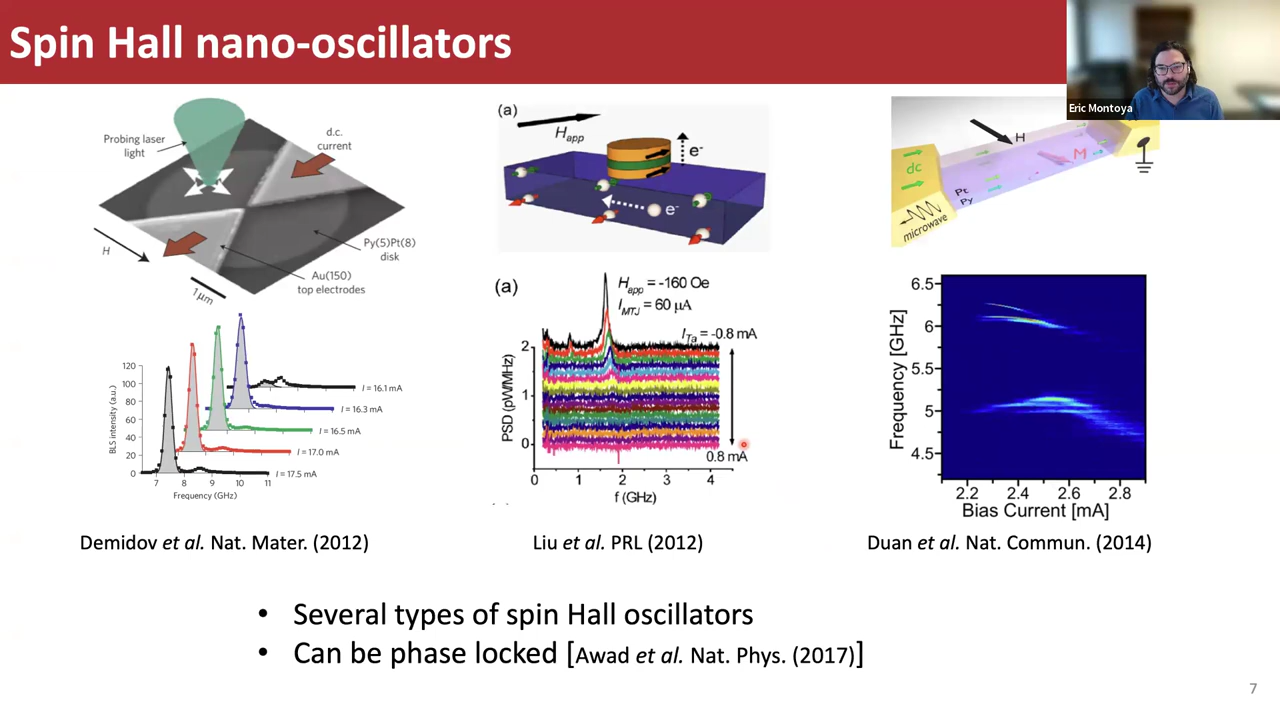 Spin Hall nano-oscillators
Eric Montoya
Probing laser
light
d.c.
current
H
Py(5)Pt(8)
disk
Au(150)
top electrodes
1 μm
BLS intensity (a.u.)
120
100
80
60
40
20
0
I = 16.1 mA
I = 16.3 mA
I = 16.5 mA
I = 17.0 mA
I = 17.5 mA
7 8 9 10 11
Frequency (GHz)
Demidov et al. Nat. Mater. (2012)
(a)
Happ
e-
e-
(a)
Happ = -160 Oe
IMTJ = 60 μA
ITa = -0.8 mA
0.8 mA
PSD (pW/MHz)
2
1
0
0 1 2 3 4
f (GHz)
Liu et al. PRL (2012)
H
dc
M
Pt
Py
microwave
Frequency [GHz]
6.5
6
5.5
5
4.5
2.2 2.4 2.6 2.8
Bias Current [mA]
Duan et al. Nat. Commun. (2014)
• Several types of spin Hall oscillators
• Can be phase locked [Awad et al. Nat. Phys. (2017)]
7